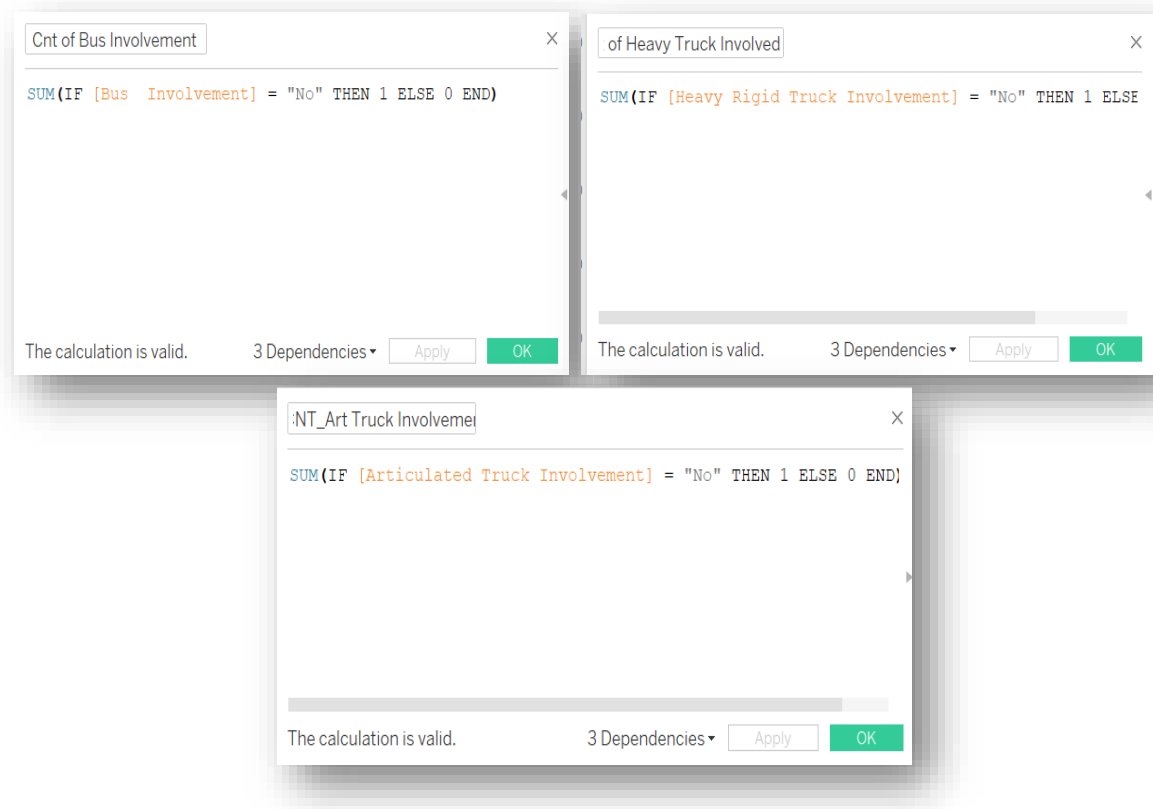 Cnt of Bus Involvement
SUM(IF [Bus  Involvement] = "No" THEN 1 ELSE 0 END)
The calculation is valid. 3 Dependencies Apply OK
of Heavy Truck Involved
SUM(IF [Heavy Rigid Truck Involvement] = "No" THEN 1 ELSE
The calculation is valid. 3 Dependencies Apply OK
NT_Art Truck Involvemen
SUM(IF [Articulated Truck Involvement] = "No" THEN 1 ELSE 0 END)
The calculation is valid. 3 Dependencies Apply OK